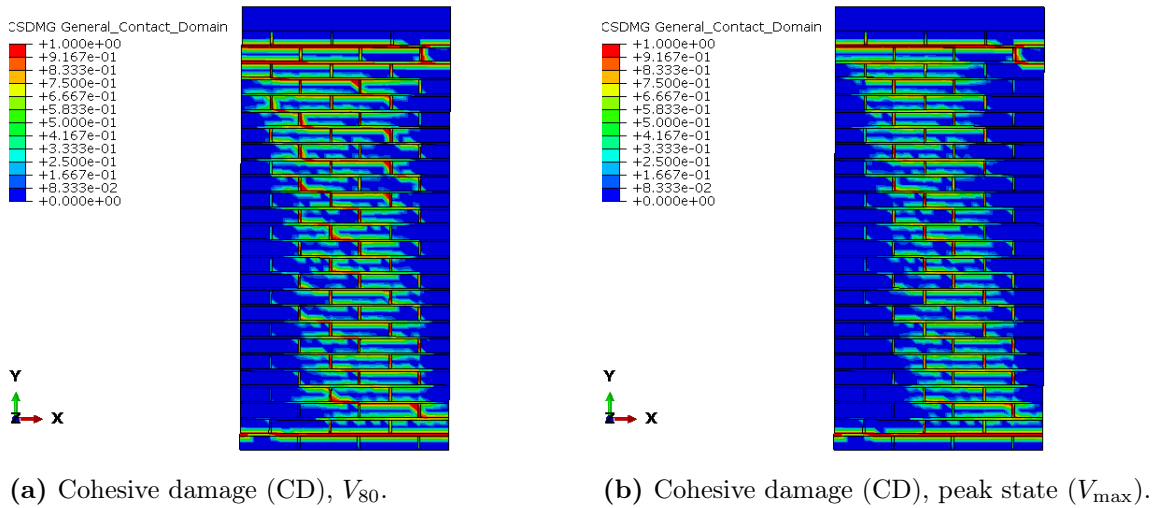 CSDMG General_Contact_Domain
+1.000e+00
+9.167e-01
+8.333e-01
+7.500e-01
+6.667e-01
+5.833e-01
+5.000e-01
+4.167e-01
+3.333e-01
+2.500e-01
+1.667e-01
+8.333e-02
+0.000e+00
Y
Z
X
(a) Cohesive damage (CD), V80.
CSDMG General_Contact_Domain
+1.000e+00
+9.167e-01
+8.333e-01
+7.500e-01
+6.667e-01
+5.833e-01
+5.000e-01
+4.167e-01
+3.333e-01
+2.500e-01
+1.667e-01
+8.333e-02
+0.000e+00
Y
Z
X
(b) Cohesive damage (CD), peak state (Vmax).